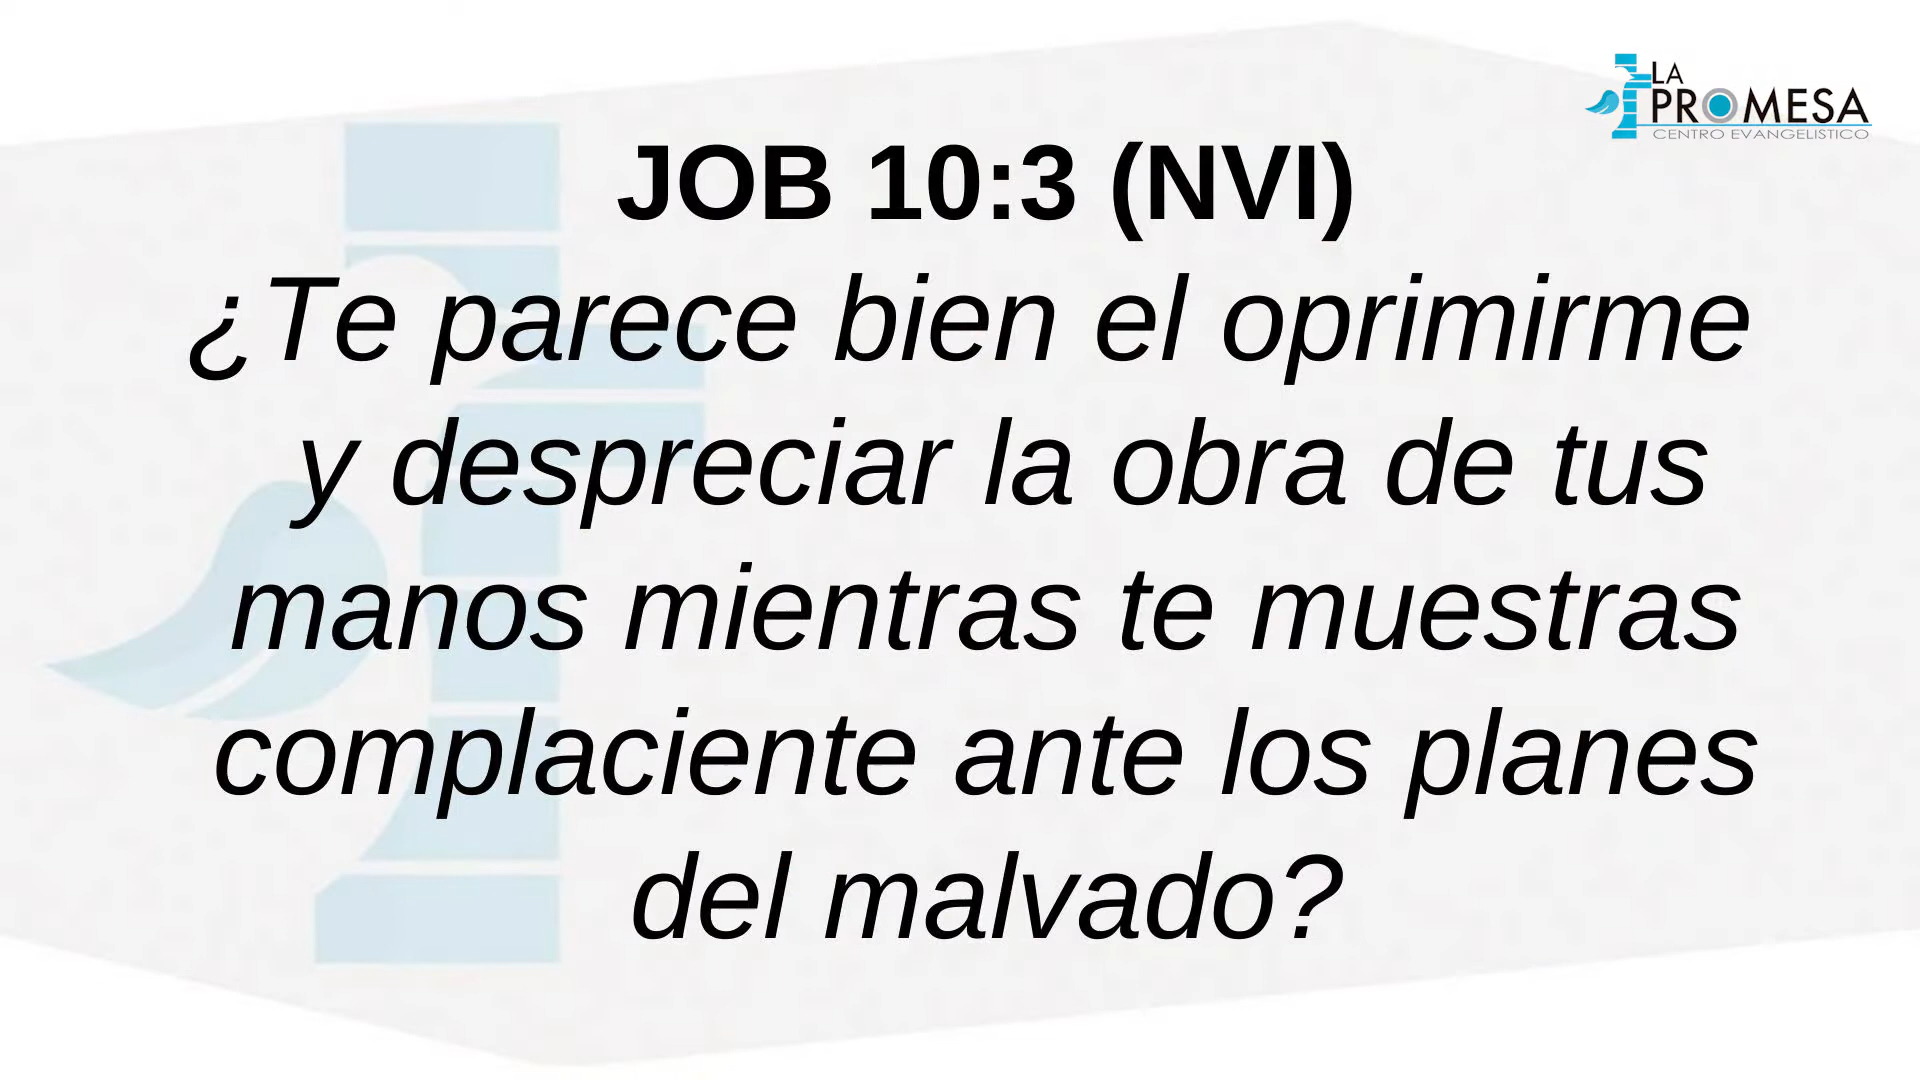 LA
PROMESA
CENTRO EVANGELISTICO
JOB 10:3 (NVI)
¿Te parece bien el oprimirme
y despreciar la obra de tus
manos mientras te muestras
complaciente ante los planes
del malvado?